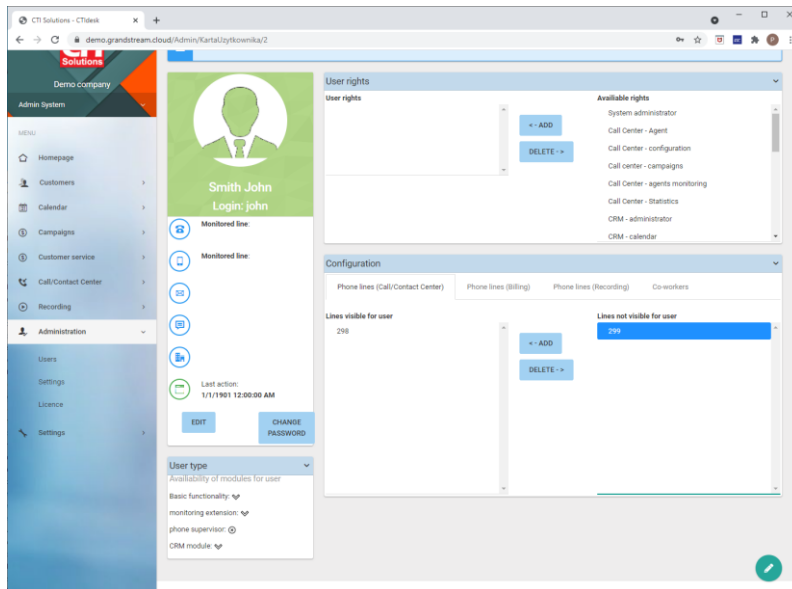 CTI Solutions - CTIdesk
demo.grandstream.cloud/Admin/KartaUzytkownika/2
CTI
Solutions
Demo company
Admin System
MENU
Homepage
Customers
Calendar
Campaigns
Customer service
Call/Contact Center
Recording
Administration
Users
Settings
Licence
Settings
Smith John
Login: john
Monitored line:
Monitored line:
Last action:
1/1/1901 12:00:00 AM
EDIT
CHANGE
PASSWORD
User type
Availiability of modules for user
Basic functionality:
monitoring extension:
phone supervisor:
CRM module:
User rights
User rights
<- ADD
DELETE ->
Availiable rights
System administrator
Call Center - Agent
Call Center - configuration
Call center - campaigns
Call Center - agents monitoring
Call Center - Statistics
CRM - administrator
CRM - calendar
Configuration
Phone lines (Call/Contact Center)
Phone lines (Billing)
Phone lines (Recording)
Co-workers
Lines visible for user
298
<- ADD
DELETE ->
Lines not visible for user
299